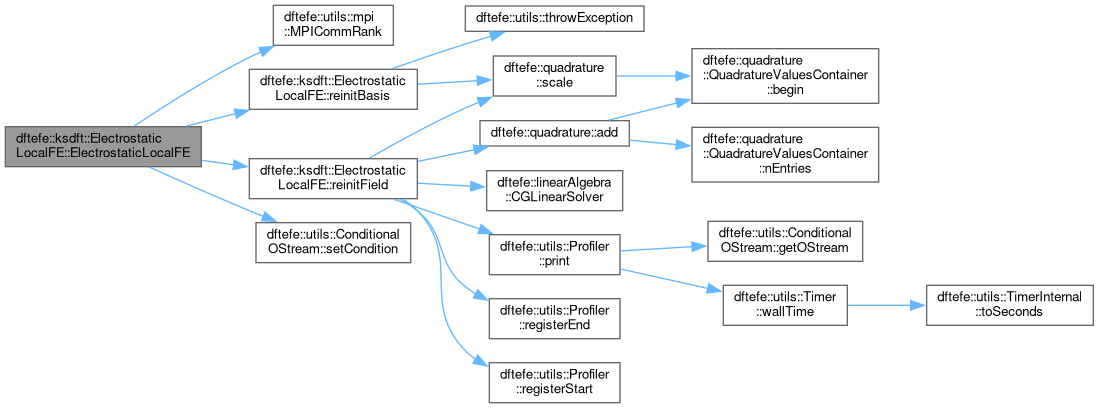 dftefe::ksdft::Electrostatic
LocalFE::ElectrostaticLocalFE
dftefe::utils::mpi
::MPICommRank
dftefe::ksdft::Electrostatic
LocalFE::reinitBasis
dftefe::ksdft::Electrostatic
LocalFE::reinitField
dftefe::utils::Conditional
OStream::setCondition
dftefe::utils::throwException
dftefe::quadrature
::scale
dftefe::quadrature::add
dftefe::linearAlgebra
::CGLinearSolver
dftefe::utils::Profiler
::print
dftefe::utils::Profiler
::registerEnd
dftefe::utils::Profiler
::registerStart
dftefe::quadrature
::QuadratureValuesContainer
::begin
dftefe::quadrature
::QuadratureValuesContainer
::nEntries
dftefe::utils::Conditional
OStream::getOStream
dftefe::utils::Timer
::wallTime
dftefe::utils::TimerInternal
::toSeconds